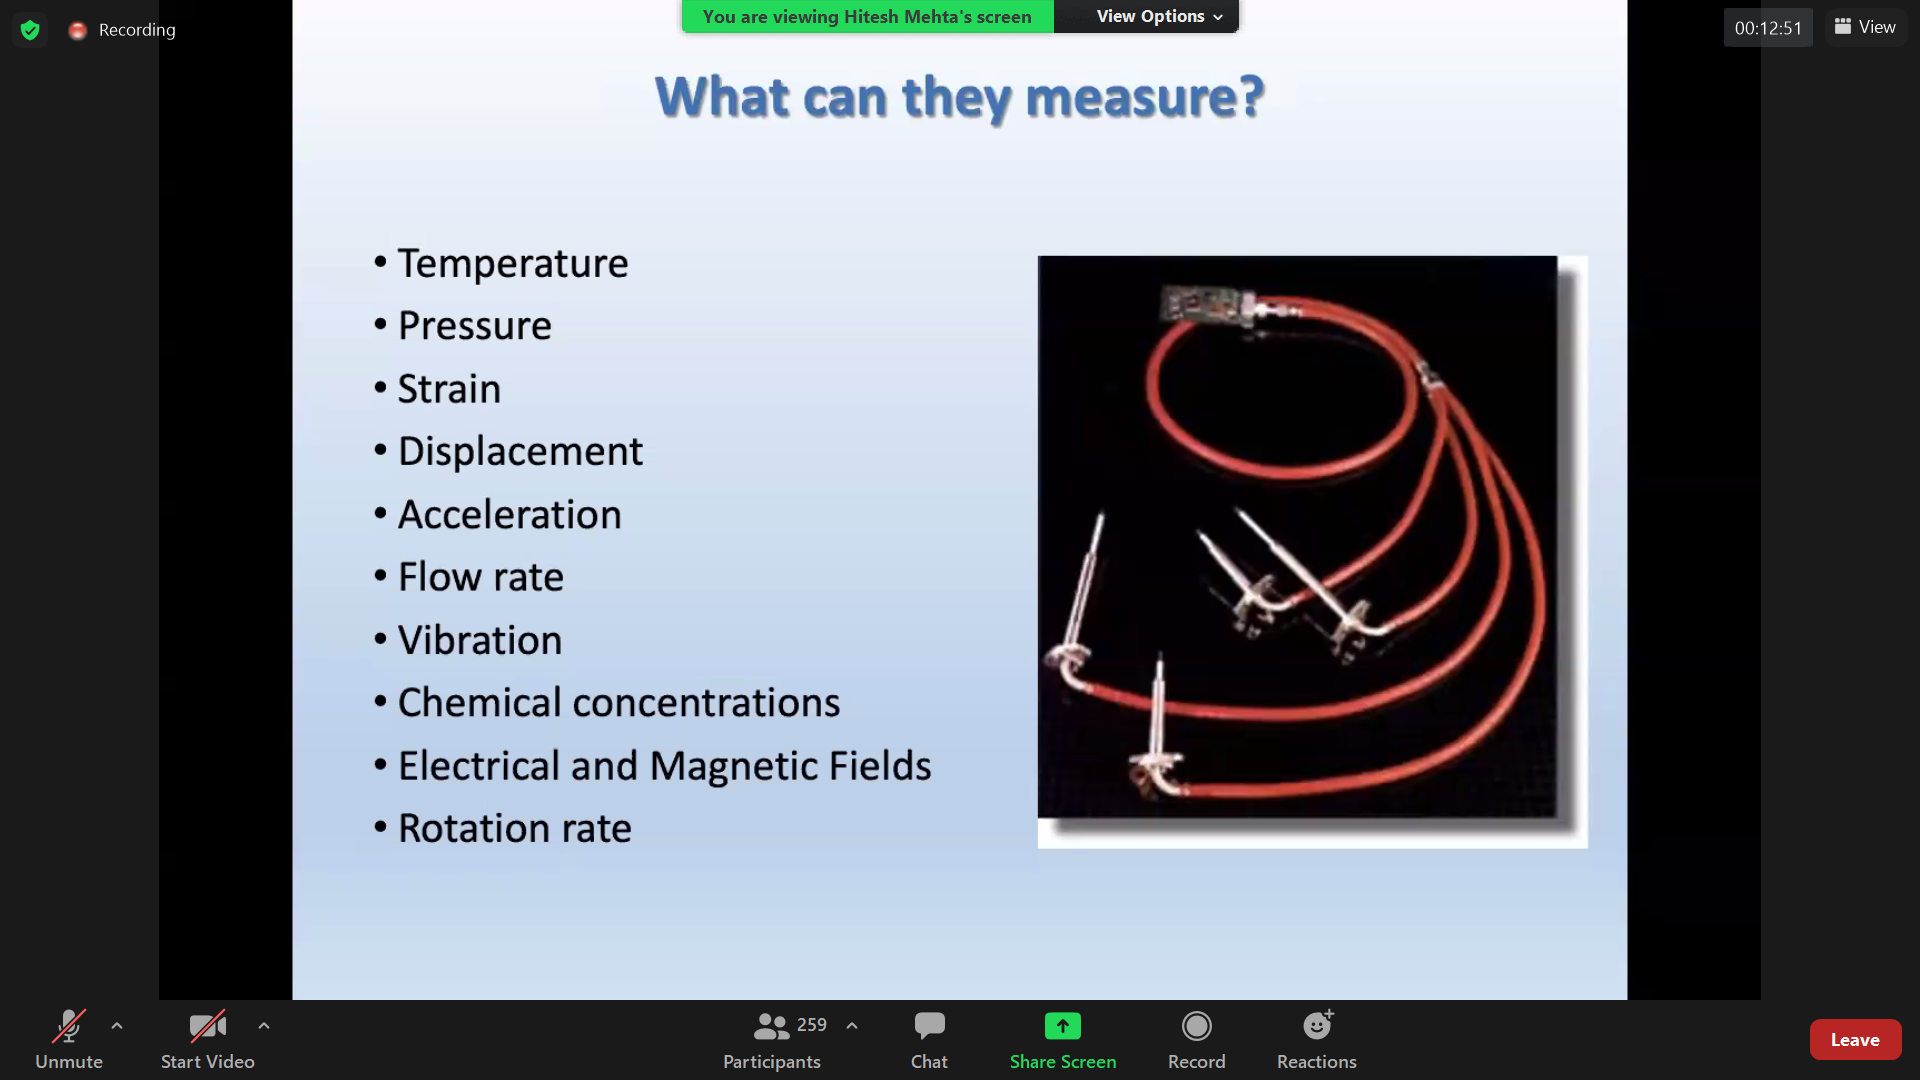 Recording
You are viewing Hitesh Mehta's screen
View Options
00:12:51
View
What can they measure?
• Temperature
• Pressure
• Strain
• Displacement
• Acceleration
• Flow rate
• Vibration
• Chemical concentrations
• Electrical and Magnetic Fields
• Rotation rate
Unmute
Start Video
259
Participants
Chat
Share Screen
Record
Reactions
Leave